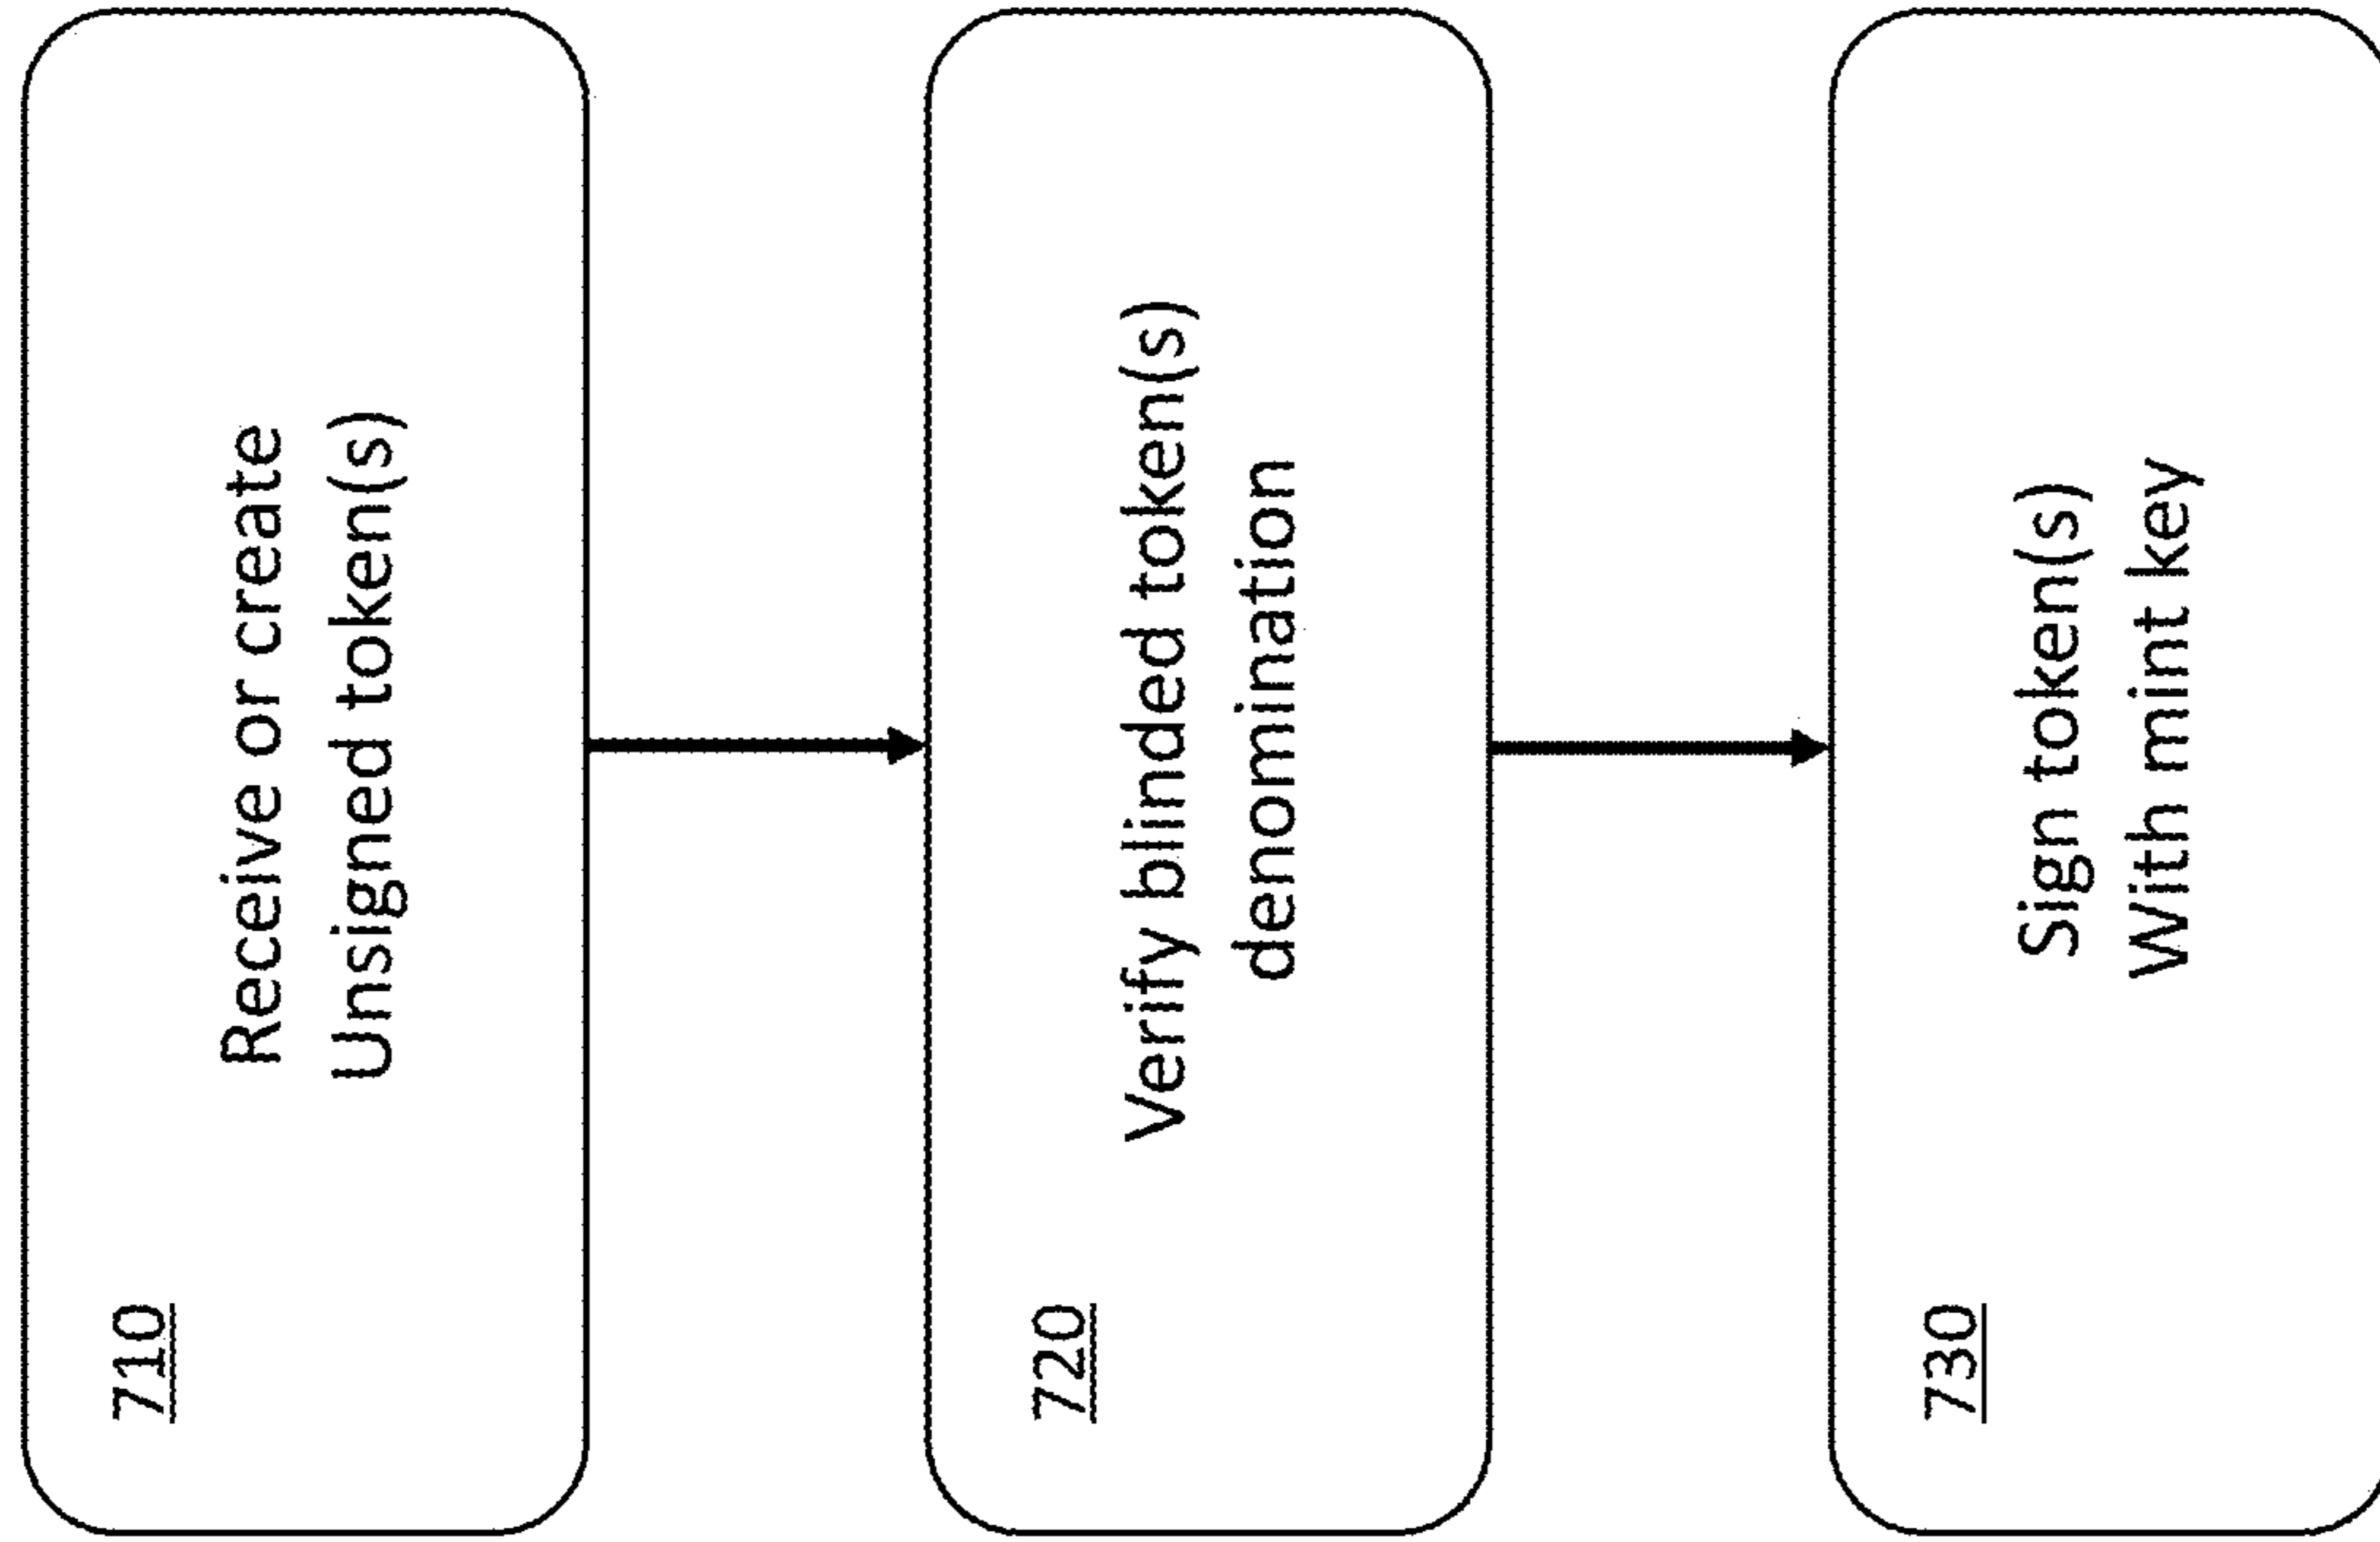 710
Receive or create
Unsigned token(s)
720
Verify blinded token(s)
denomination
730
Sign token(s)
With mint key